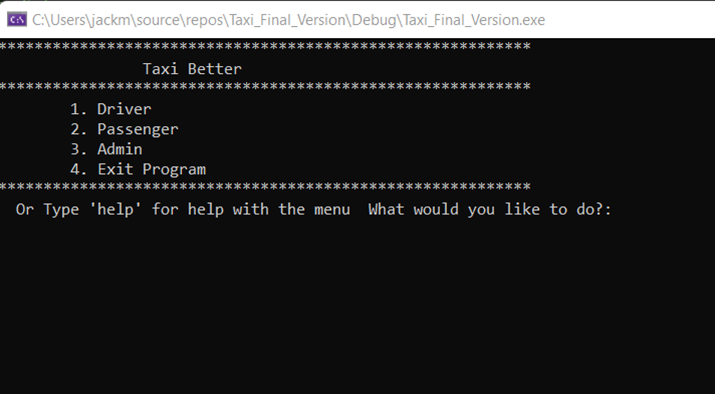 C:\Users\jackm\source\repos\Taxi_Final_Version\Debug\Taxi_Final_Version.exe
***********************************************************
Taxi Better
***********************************************************
1. Driver
2. Passenger
3. Admin
4. Exit Program
***********************************************************
Or Type 'help' for help with the menu  What would you like to do?: